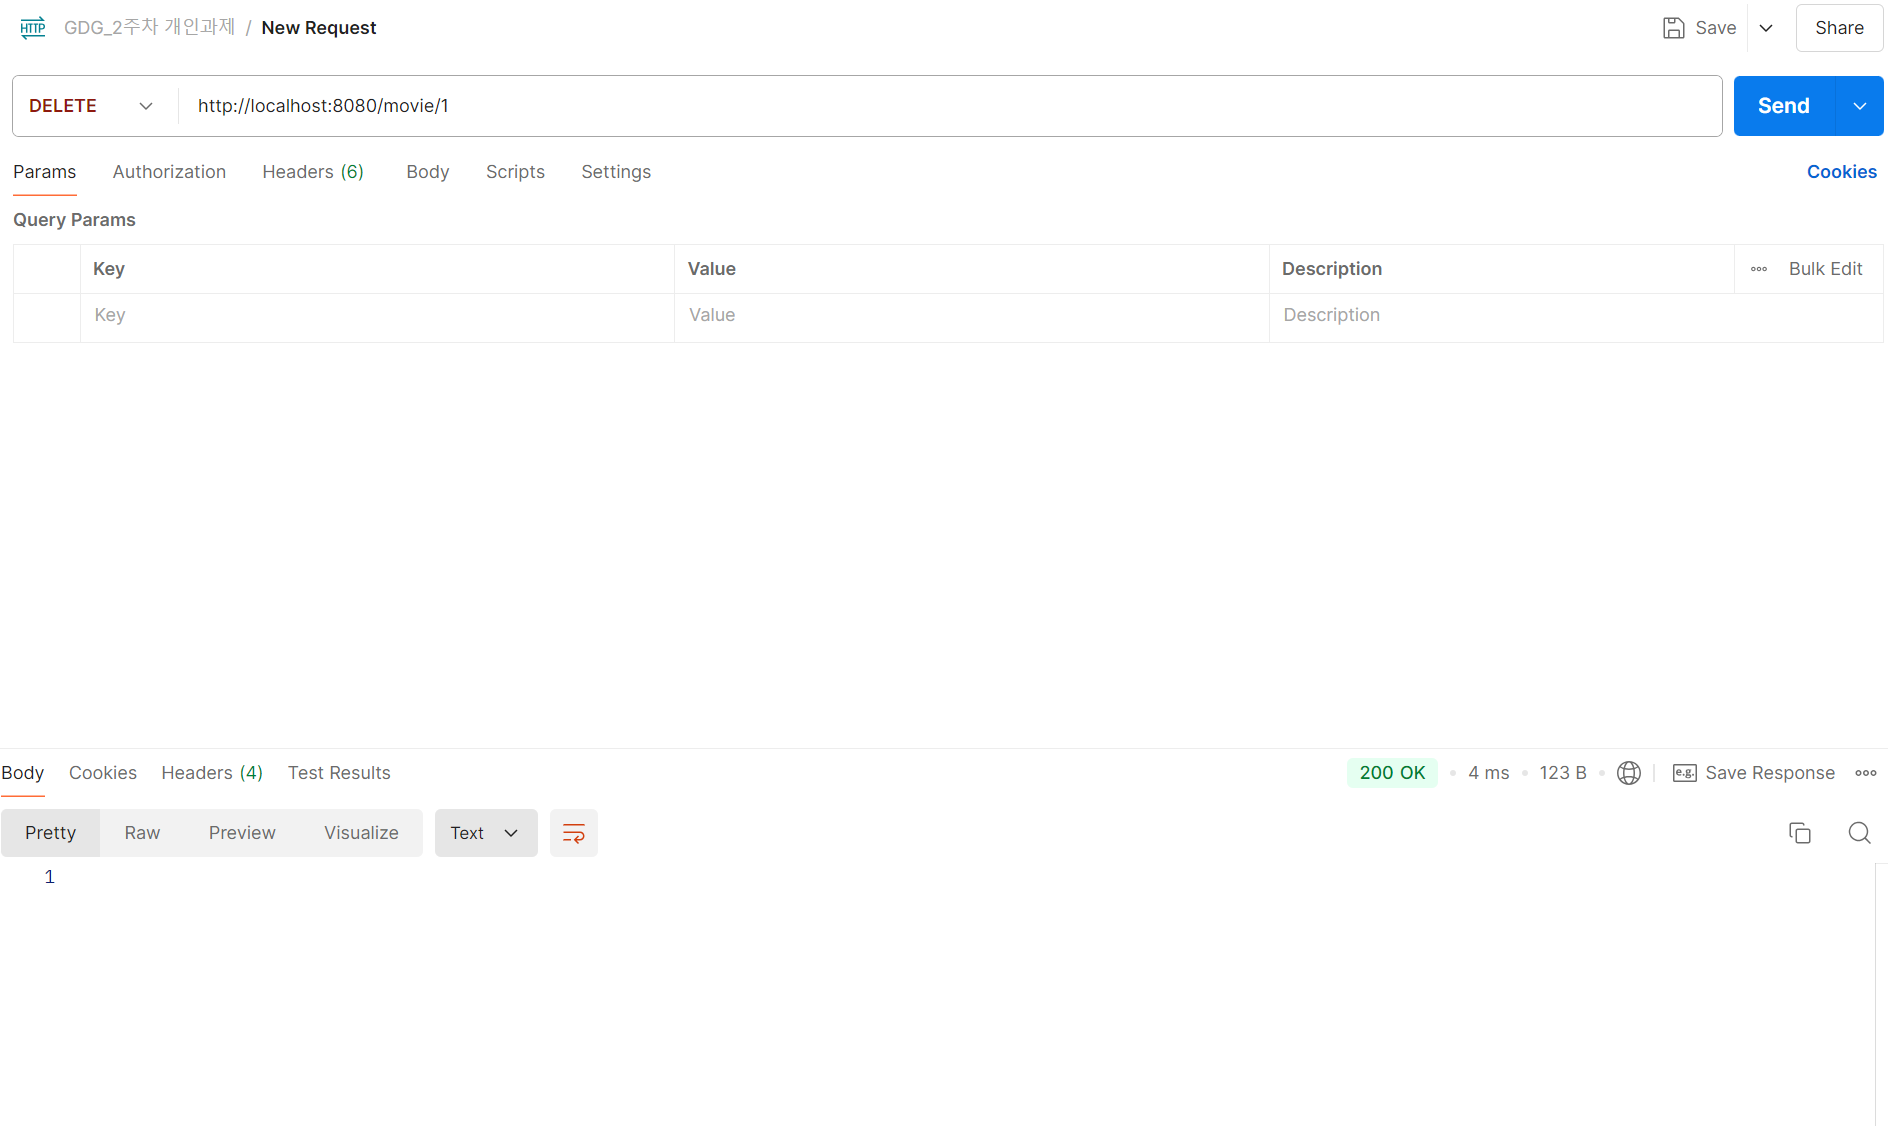 HTTP GDG_2주차 개인과제 / New Request Save Share
DELETE http://localhost:8080/movie/1 Send
Params Authorization Headers (6) Body Scripts Settings Cookies
Query Params
Key Value Description Bulk Edit
Key Value Description
Body Cookies Headers (4) Test Results 200 OK 4 ms 123 B e.g. Save Response
Pretty Raw Preview Visualize Text
1